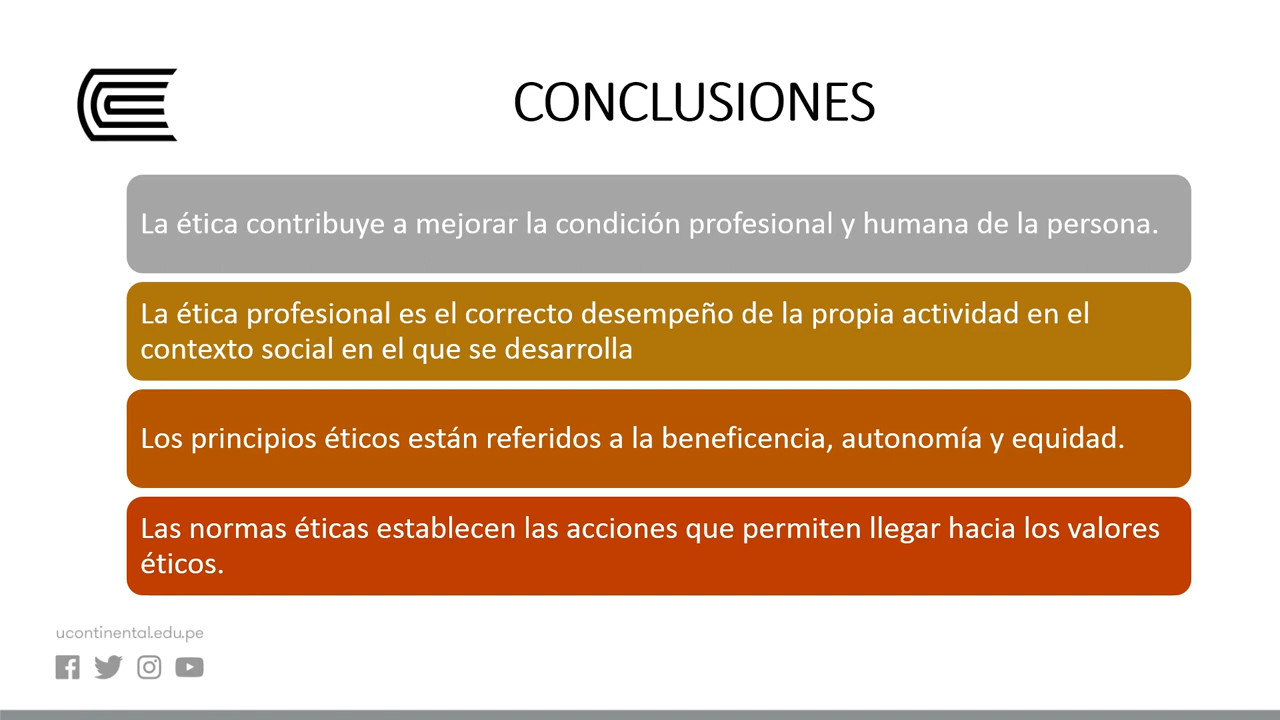 CONCLUSIONES
La ética contribuye a mejorar la condición profesional y humana de la persona.
La ética profesional es el correcto desempeño de la propia actividad en el
contexto social en el que se desarrolla
Los principios éticos están referidos a la beneficencia, autonomía y equidad.
Las normas éticas establecen las acciones que permiten llegar hacia los valores
éticos.
ucontinental.edu.pe